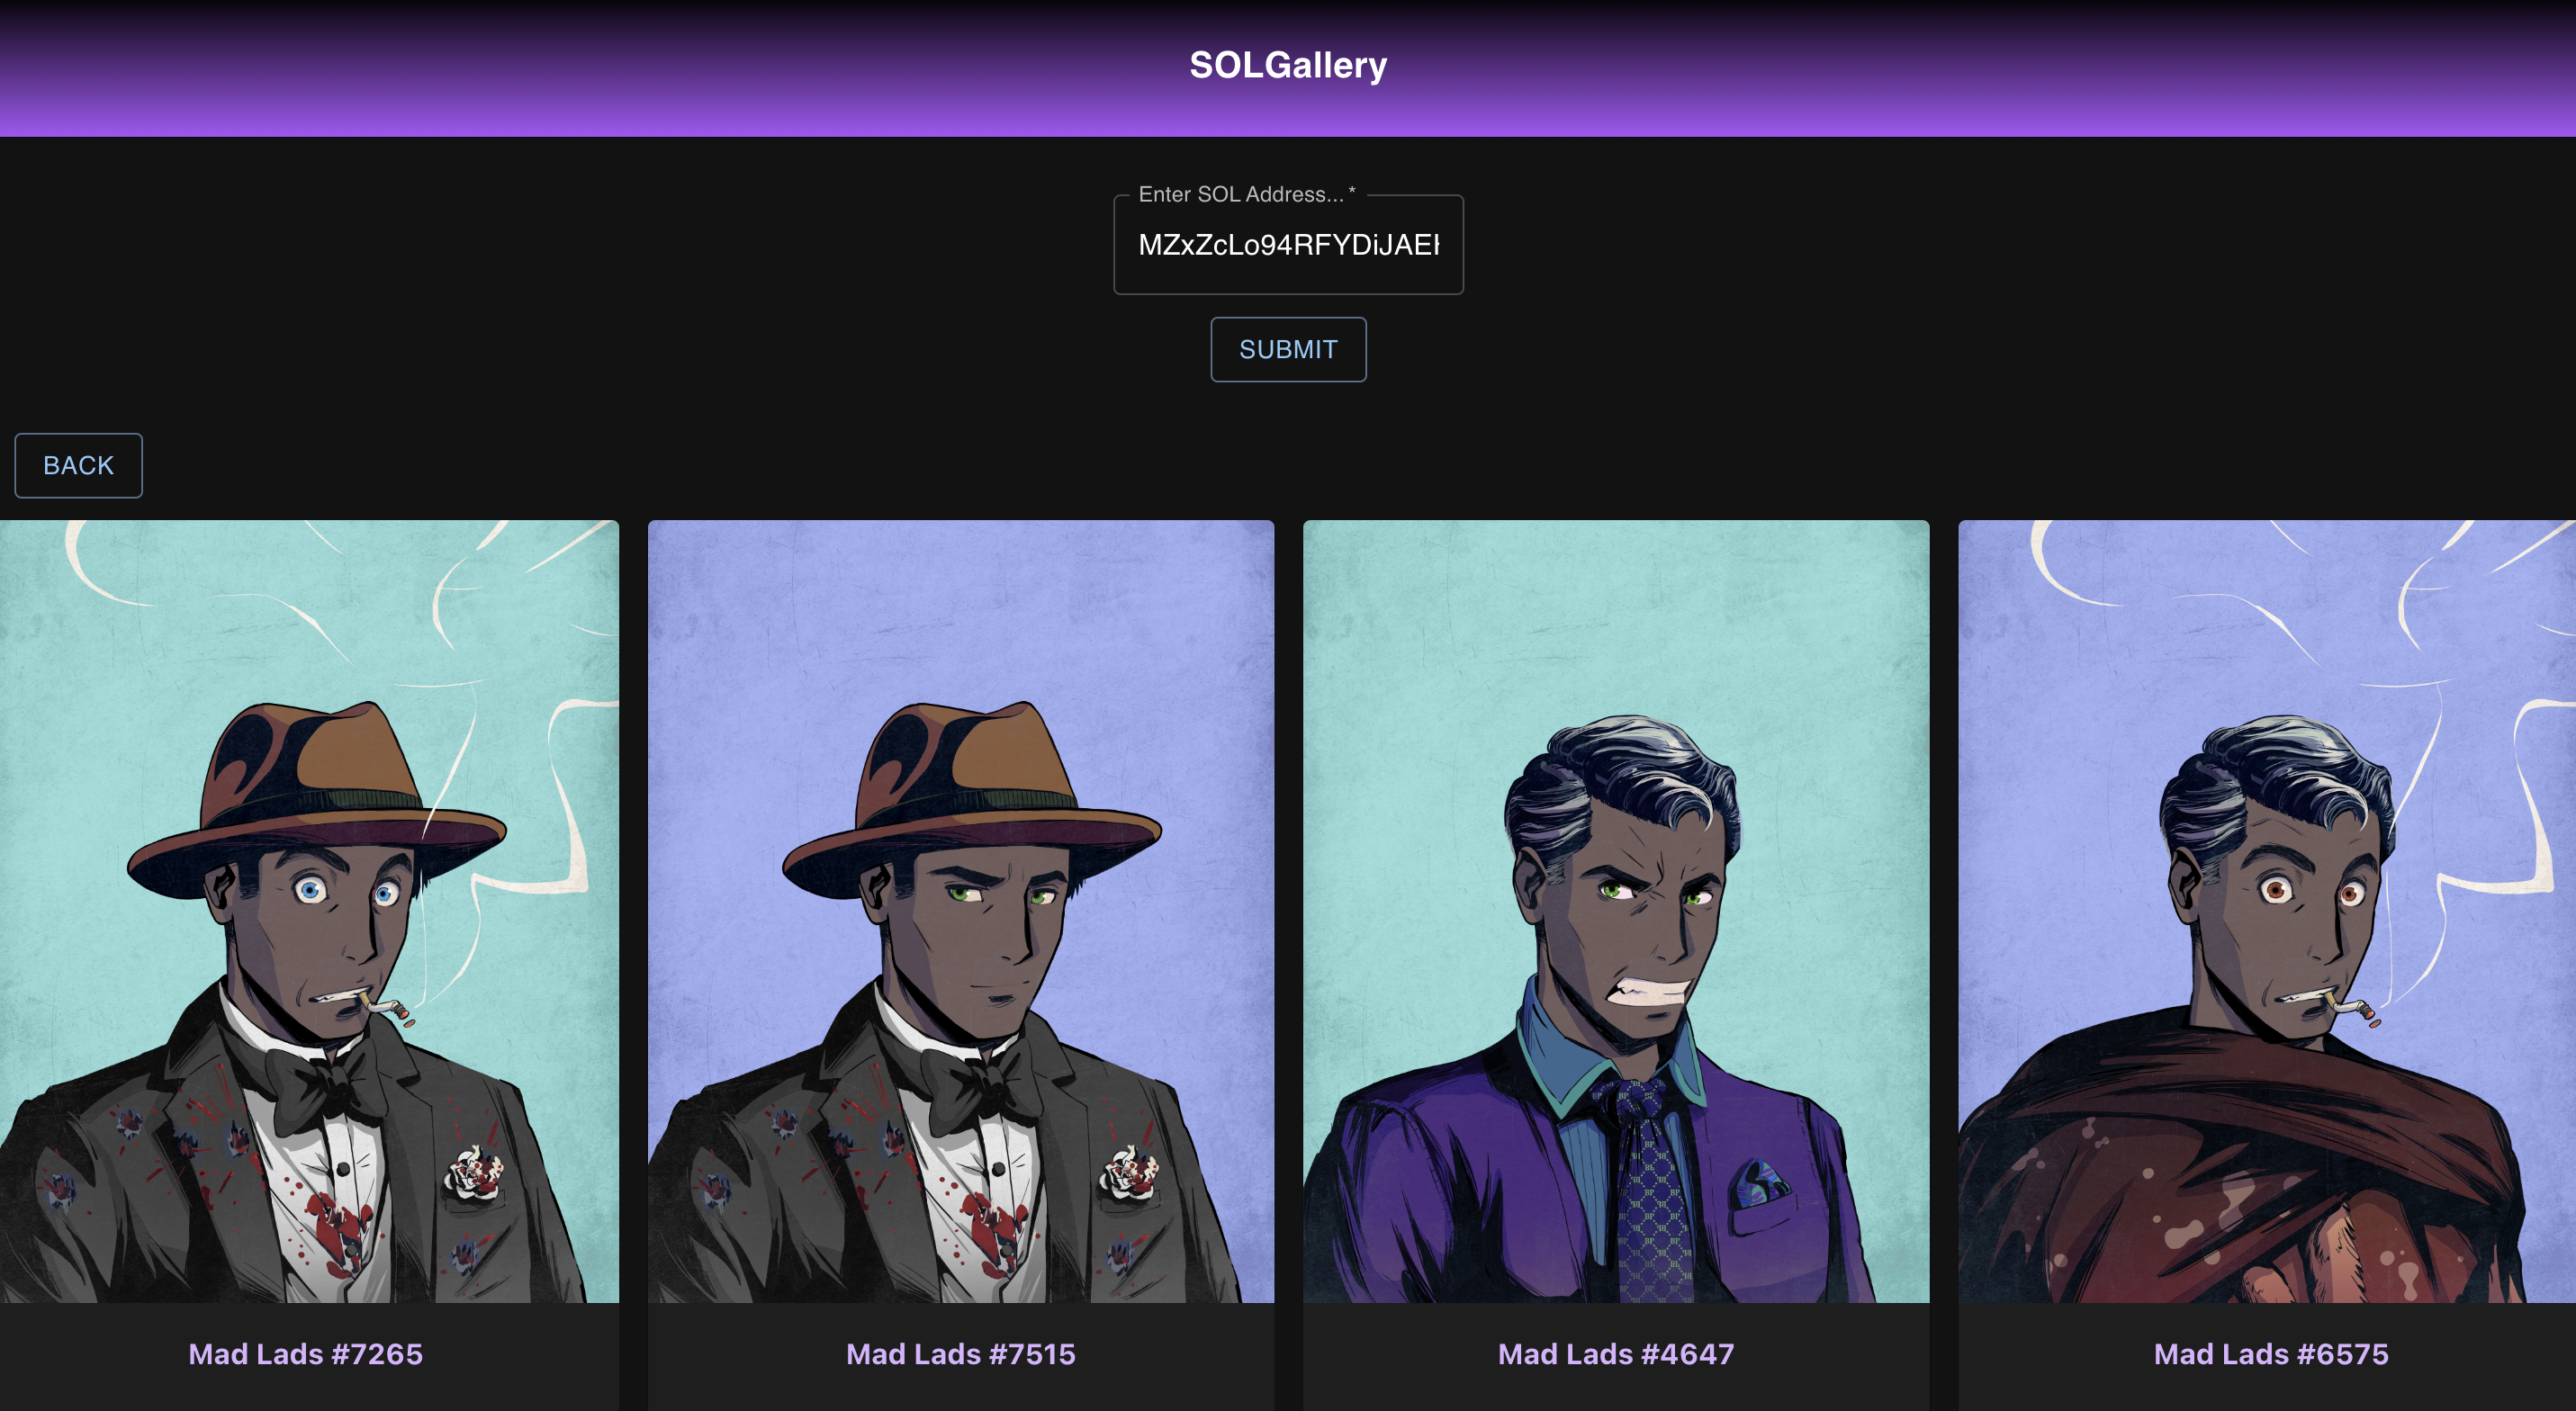 SOLGallery
Enter SOL Address... *
MZxZcLo94RFYDiJAEI
SUBMIT
BACK
Mad Lads #7265
Mad Lads #7515
Mad Lads #4647
Mad Lads #6575